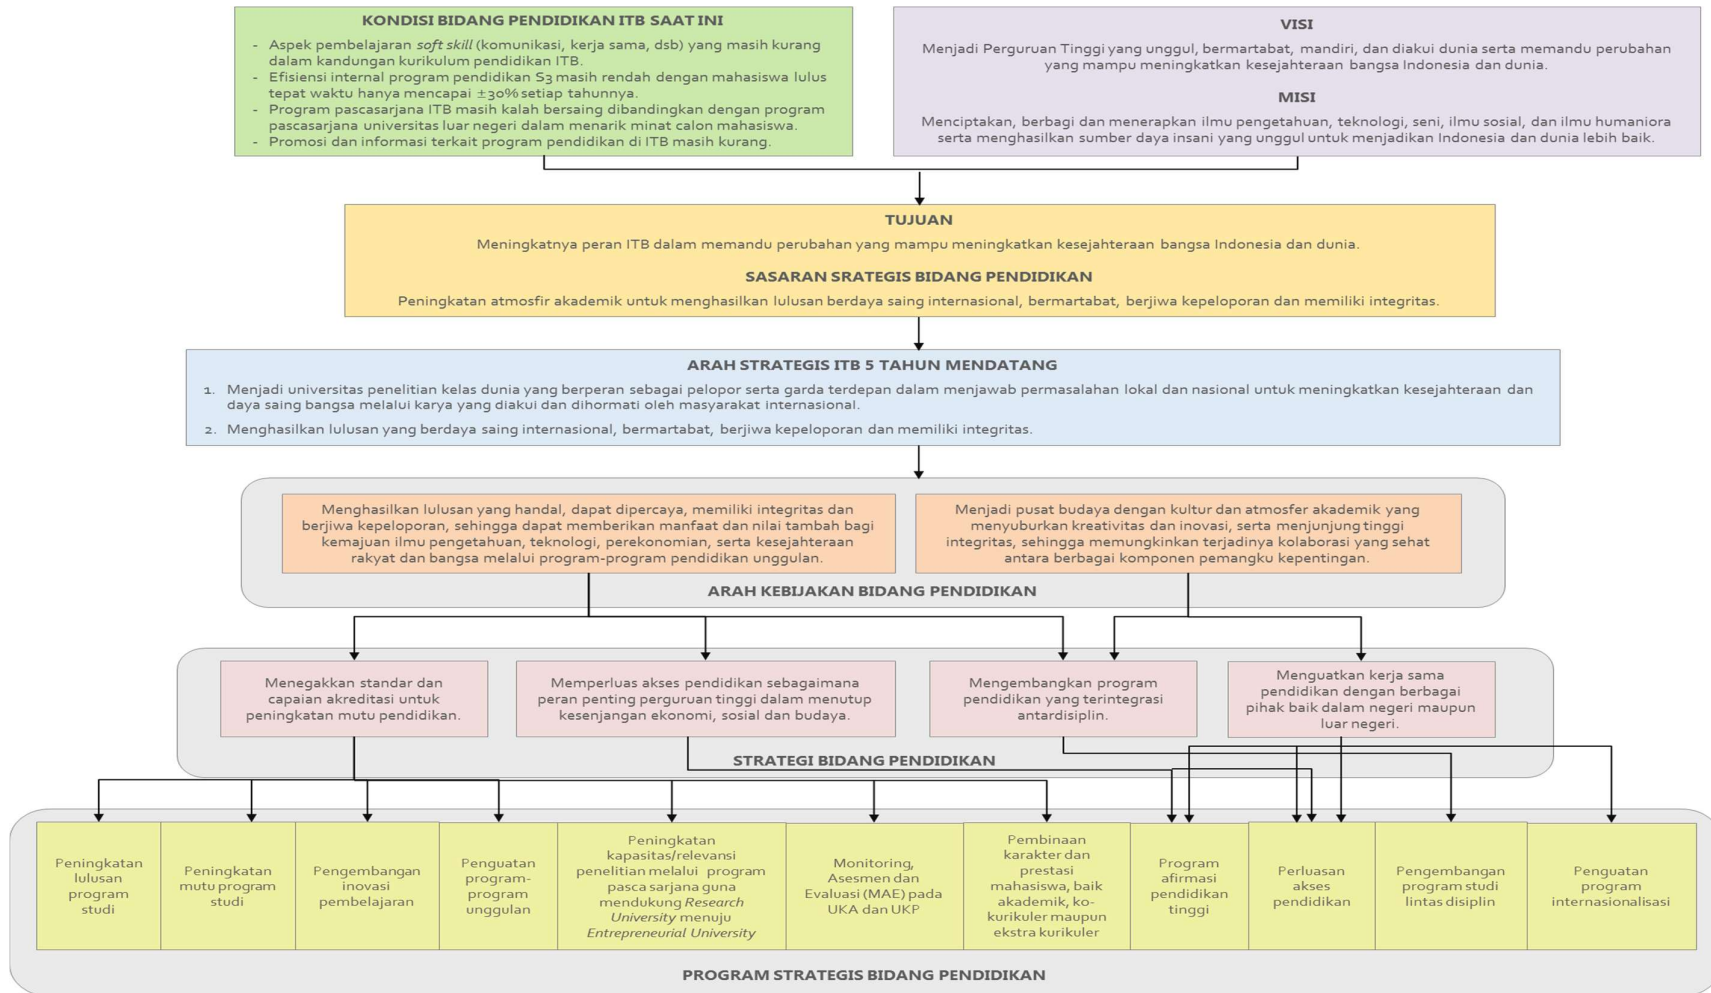 KONDISI BIDANG PENDIDIKAN ITB SAAT INI
- Aspek pembelajaran soft skill (komunikasi, kerja sama, dsb) yang masih kurang
dalam kandungan kurikulum pendidikan ITB.
- Efisiensi internal program pendidikan S3 masih rendah dengan mahasiswa lulus
tepat waktu hanya mencapai ±30% setiap tahunnya.
- Program pascasarjana ITB masih kalah bersaing dibandingkan dengan program
pascasarjana universitas luar negeri dalam menarik minat calon mahasiswa.
- Promosi dan informasi terkait program pendidikan di ITB masih kurang.
VISI
Menjadi Perguruan Tinggi yang unggul, bermartabat, mandiri, dan diakui dunia serta memandu perubahan
yang mampu meningkatkan kesejahteraan bangsa Indonesia dan dunia.
MISI
Menciptakan, berbagi dan menerapkan ilmu pengetahuan, teknologi, seni, ilmu sosial, dan ilmu humaniora
serta menghasilkan sumber daya insani yang unggul untuk menjadikan Indonesia dan dunia lebih baik.
TUJUAN
Meningkatnya peran ITB dalam memandu perubahan yang mampu meningkatkan kesejahteraan bangsa Indonesia dan dunia.
SASARAN SRATEGIS BIDANG PENDIDIKAN
Peningkatan atmosfir akademik untuk menghasilkan lulusan berdaya saing internasional, bermartabat, berjiwa kepeloporan dan memiliki integritas.
ARAH STRATEGIS ITB 5 TAHUN MENDATANG
1. Menjadi universitas penelitian kelas dunia yang berperan sebagai pelopor serta garda terdepan dalam menjawab permasalahan lokal dan nasional untuk meningkatkan kesejahteraan dan
daya saing bangsa melalui karya yang diakui dan dihormati oleh masyarakat internasional.
2. Menghasilkan lulusan yang berdaya saing internasional, bermartabat, berjiwa kepeloporan dan memiliki integritas.
Menghasilkan lulusan yang handal, dapat dipercaya, memiliki integritas dan
berjiwa kepeloporan, sehingga dapat memberikan manfaat dan nilai tambah bagi
kemajuan ilmu pengetahuan, teknologi, perekonomian, serta kesejahteraan
rakyat dan bangsa melalui program-program pendidikan unggulan.
Menjadi pusat budaya dengan kultur dan atmosfer akademik yang
menyuburkan kreativitas dan inovasi, serta menjunjung tinggi
integritas, sehingga memungkinkan terjadinya kolaborasi yang sehat
antara berbagai komponen pemangku kepentingan.
ARAH KEBIJAKAN BIDANG PENDIDIKAN
Menegakkan standar dan
capaian akreditasi untuk
peningkatan mutu pendidikan.
Memperluas akses pendidikan sebagaimana
peran penting perguruan tinggi dalam menutup
kesenjangan ekonomi, sosial dan budaya.
Mengembangkan program
pendidikan yang terintegrasi
antardisiplin.
Menguatkan kerja sama
pendidikan dengan berbagai
pihak baik dalam negeri maupun
luar negeri.
STRATEGI BIDANG PENDIDIKAN
Peningkatan
lulusan
program
studi
Peningkatan
mutu program
studi
Pengembangan
inovasi
pembelajaran
Penguatan
program-
program
unggulan
Peningkatan
kapasitas/relevansi
penelitian melalui program
pasca sarjana guna
mendukung Research
University menuju
Entrepreneurial University
Monitoring,
Asesmen dan
Evaluasi (MAE) pada
UKA dan UKP
Pembinaan
karakter dan
prestasi
mahasiswa, baik
akademik, ko-
kurikuler maupun
ekstra kurikuler
Program
afirmasi
pendidikan
tinggi
Perluasan
akses
pendidikan
Pengembangan
program studi
lintas disiplin
Penguatan
program
internasionalisasi
PROGRAM STRATEGIS BIDANG PENDIDIKAN